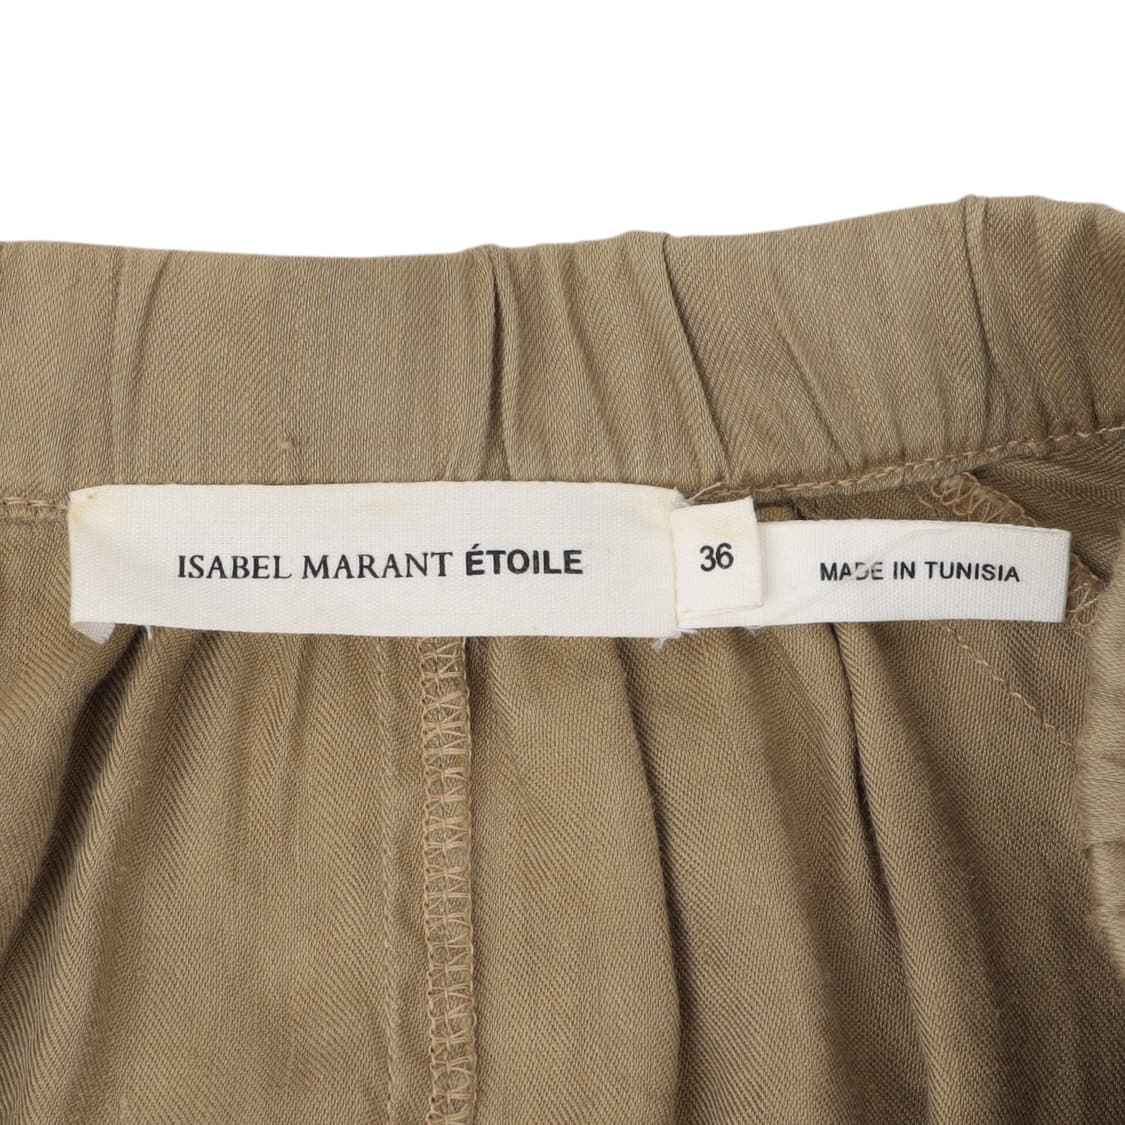 ISABEL MARANT ÉTOILE
36
MADE IN TUNISIA